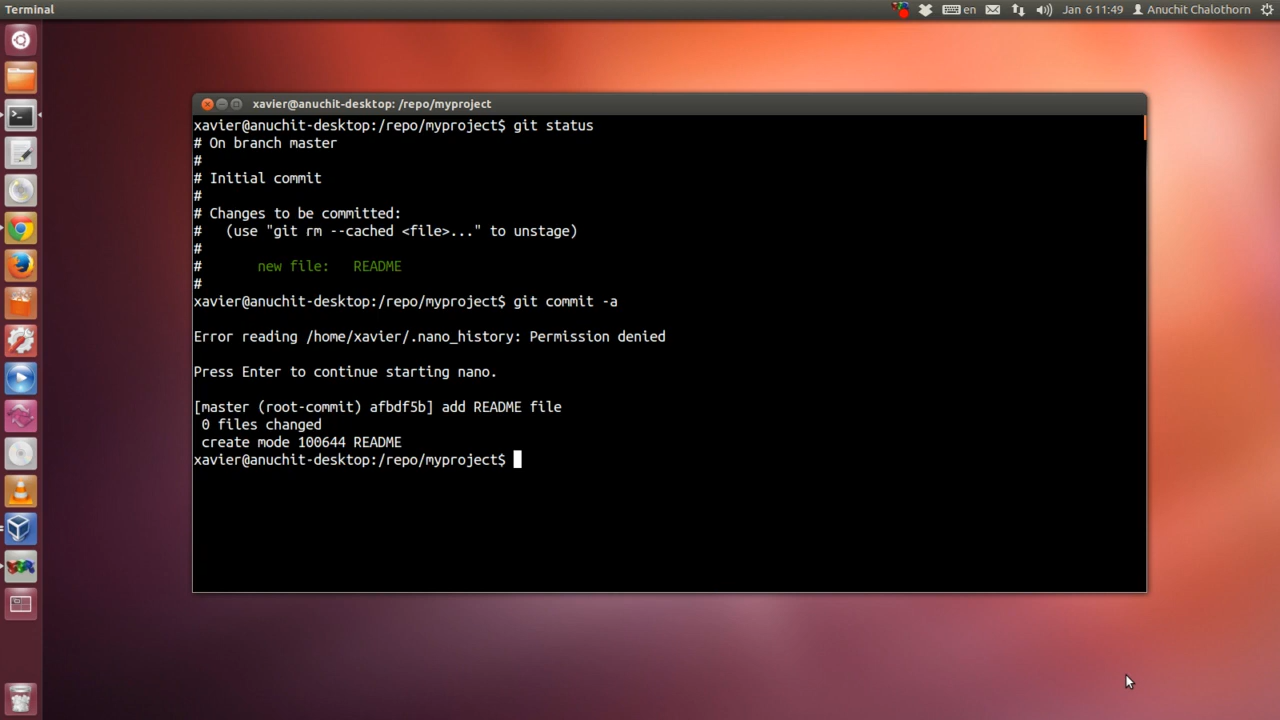 Terminal
en
Jan 6 11:49
Anuchit Chalothorn
xavier@anuchit-desktop: /repo/myproject
xavier@anuchit-desktop:/repo/myproject$ git status
# On branch master
#
# Initial commit
#
# Changes to be committed:
#   (use "git rm --cached <file>..." to unstage)
#
#       new file:   README
#
xavier@anuchit-desktop:/repo/myproject$ git commit -a
Error reading /home/xavier/.nano_history: Permission denied
Press Enter to continue starting nano.
[master (root-commit) afbdf5b] add README file
 0 files changed
 create mode 100644 README
xavier@anuchit-desktop:/repo/myproject$